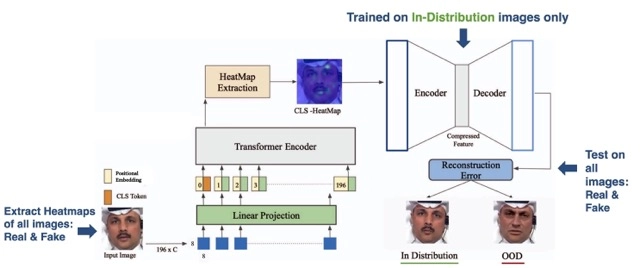 Trained on In-Distribution images only
HeatMap
Extraction
CLS -HeatMap
Encoder
Decoder
Compressed
Feature
Transformer Encoder
Positional
Embedding
CLS Token
0
1
2
3
196
Reconstruction
Error
Test on
all
images:
Real &
Fake
Extract Heatmaps
of all images:
Real & Fake
Linear Projection
Input Image
196 x C
8
8
In Distribution
OOD